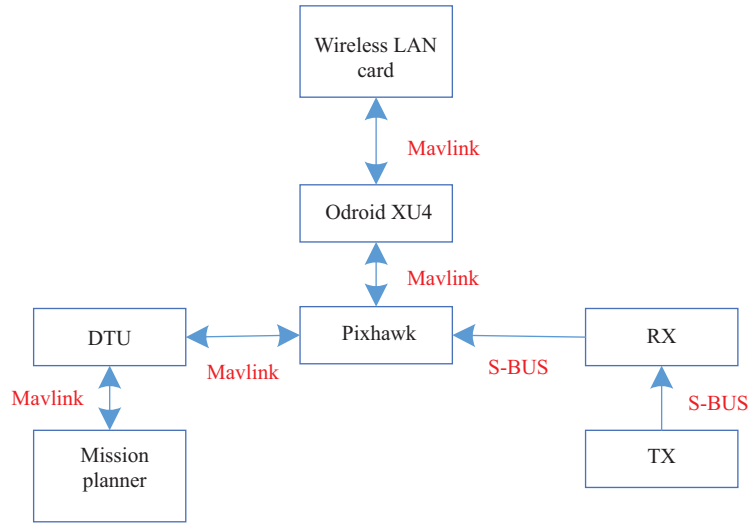 Wireless LAN
card
Mavlink
Odroid XU4
Mavlink
DTU
Pixhawk
RX
Mavlink
S-BUS
Mavlink
S-BUS
Mission
planner
TX